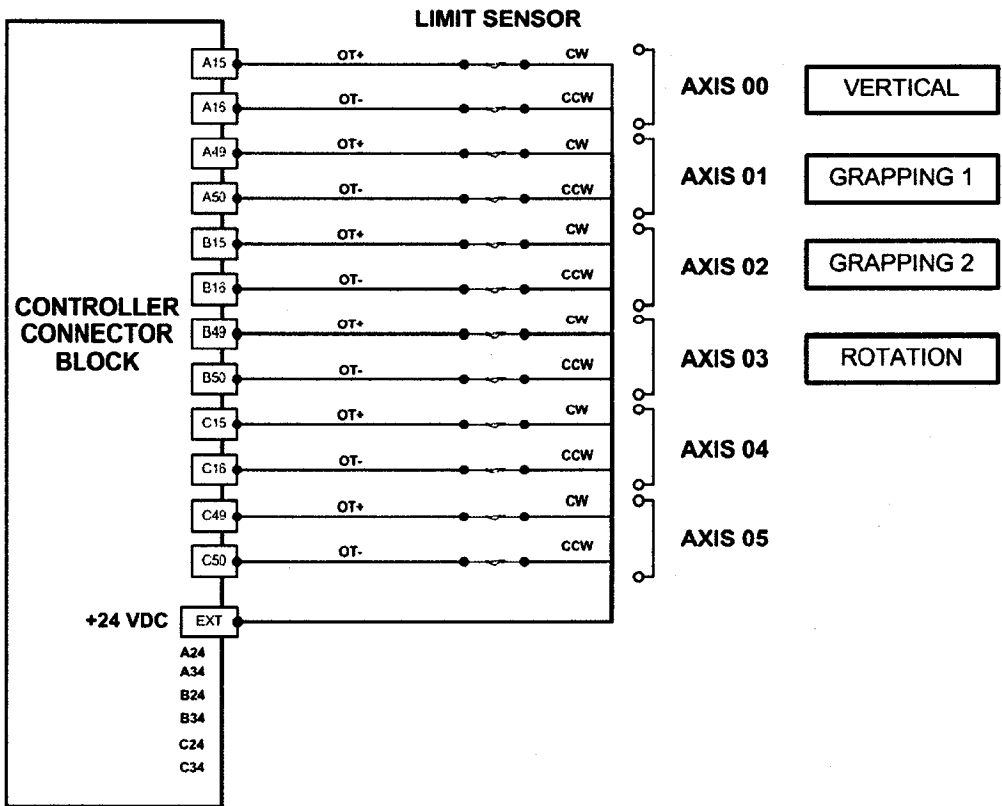 LIMIT SENSOR
A15 OT+ CW
A16 OT- CCW
AXIS 00 VERTICAL
A49 OT+ CW
A50 OT- CCW
AXIS 01 GRAPPING 1
B15 OT+ CW
B16 OT- CCW
AXIS 02 GRAPPING 2
CONTROLLER
CONNECTOR
BLOCK
B49 OT+ CW
B50 OT- CCW
AXIS 03 ROTATION
C15 OT+ CW
C16 OT- CCW
AXIS 04
C49 OT+ CW
C50 OT- CCW
AXIS 05
+24 VDC EXT
A24
A34
B24
B34
C24
C34